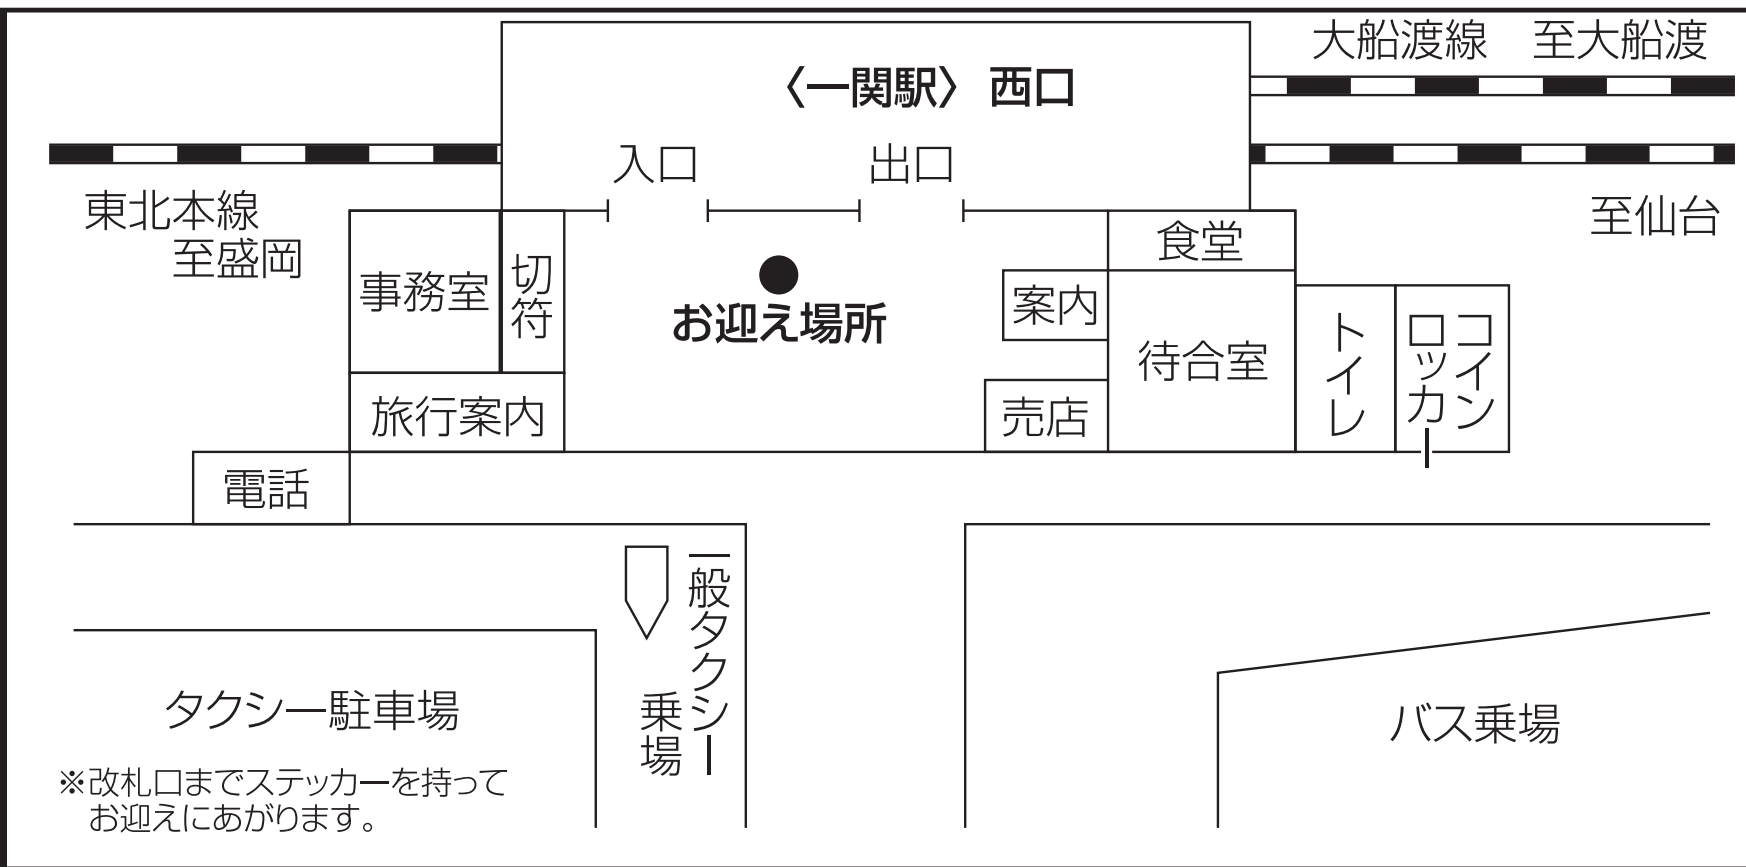 大船渡線 至大船渡
〈一関駅〉 西口
入口
出口
東北本線
至盛岡
至仙台
事務室
切符
お迎え場所
食堂
案内
待合室
トイレ
コイン
ロッカー
旅行案内
売店
電話
一般タクシー
乗場
タクシー駐車場
バス乗場
※改札口までステッカーを持って
お迎えにあがります。